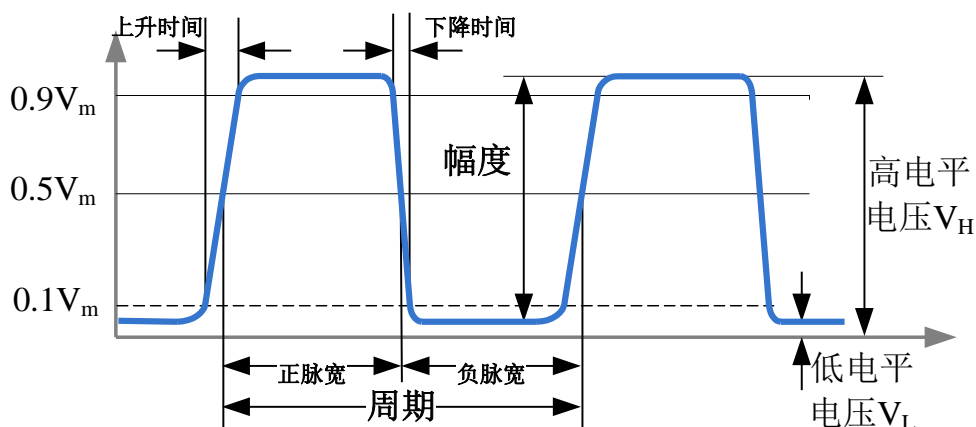 上升时间
下降时间
0.9Vm
幅度
0.5Vm
高电平
电压VH
0.1Vm
正脉宽
负脉宽
周期
低电平
电压VL